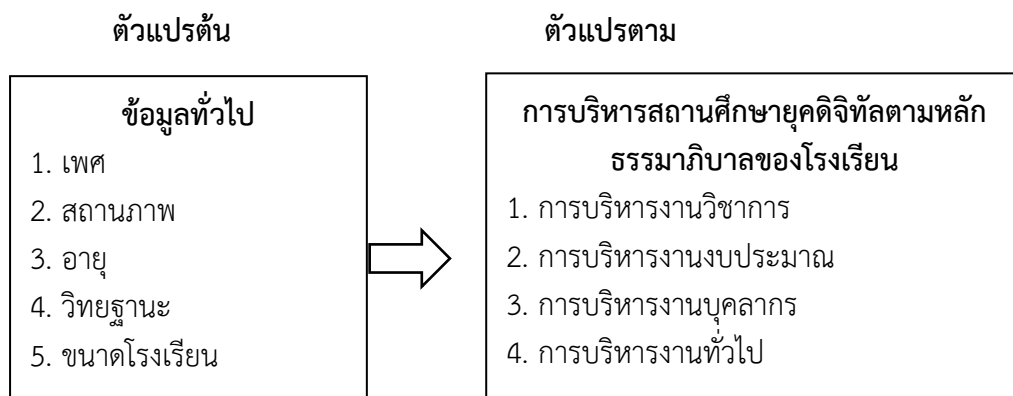 ตัวแปรต้น
ตัวแปรตาม
ข้อมูลทั่วไป
1. เพศ
2. สถานภาพ
3. อายุ
4. วิทยฐานะ
5. ขนาดโรงเรียน
การบริหารสถานศึกษายุคดิจิทัลตามหลัก
ธรรมาภิบาลของโรงเรียน
1. การบริหารงานวิชาการ
2. การบริหารงานงบประมาณ
3. การบริหารงานบุคลากร
4. การบริหารงานทั่วไป